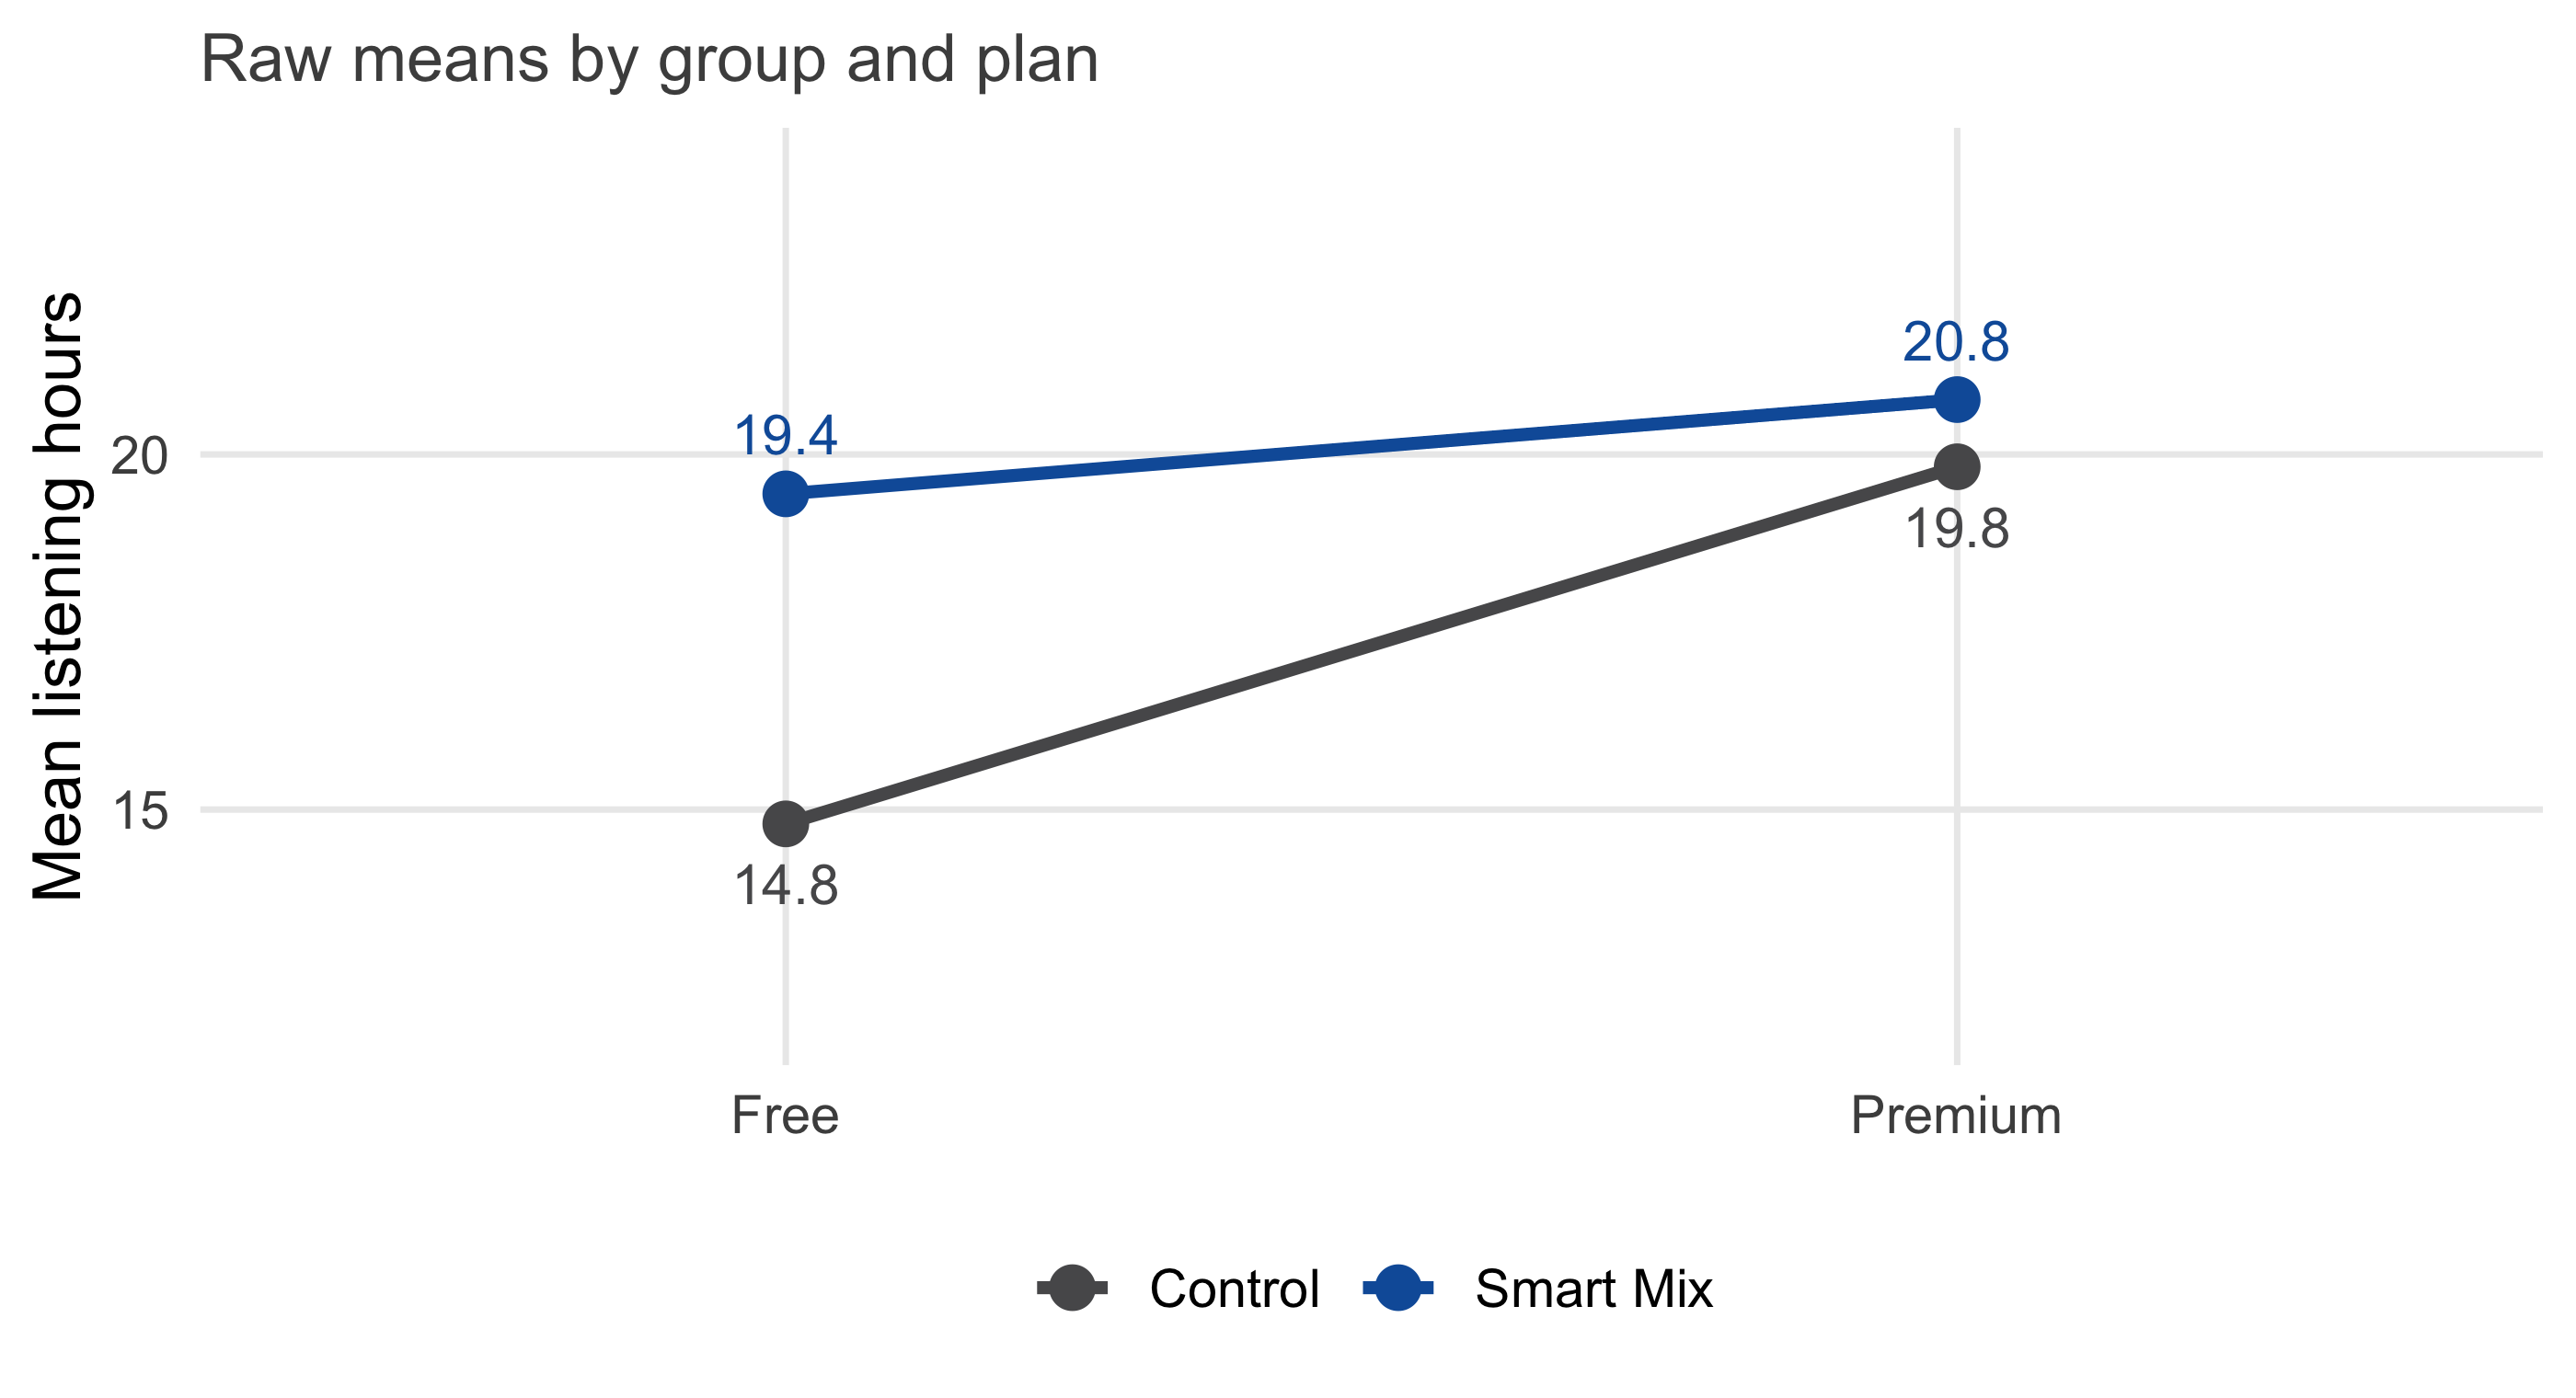 Raw means by group and plan
Mean listening hours
20
15
19.4
20.8
19.8
14.8
Free
Premium
Control
Smart Mix